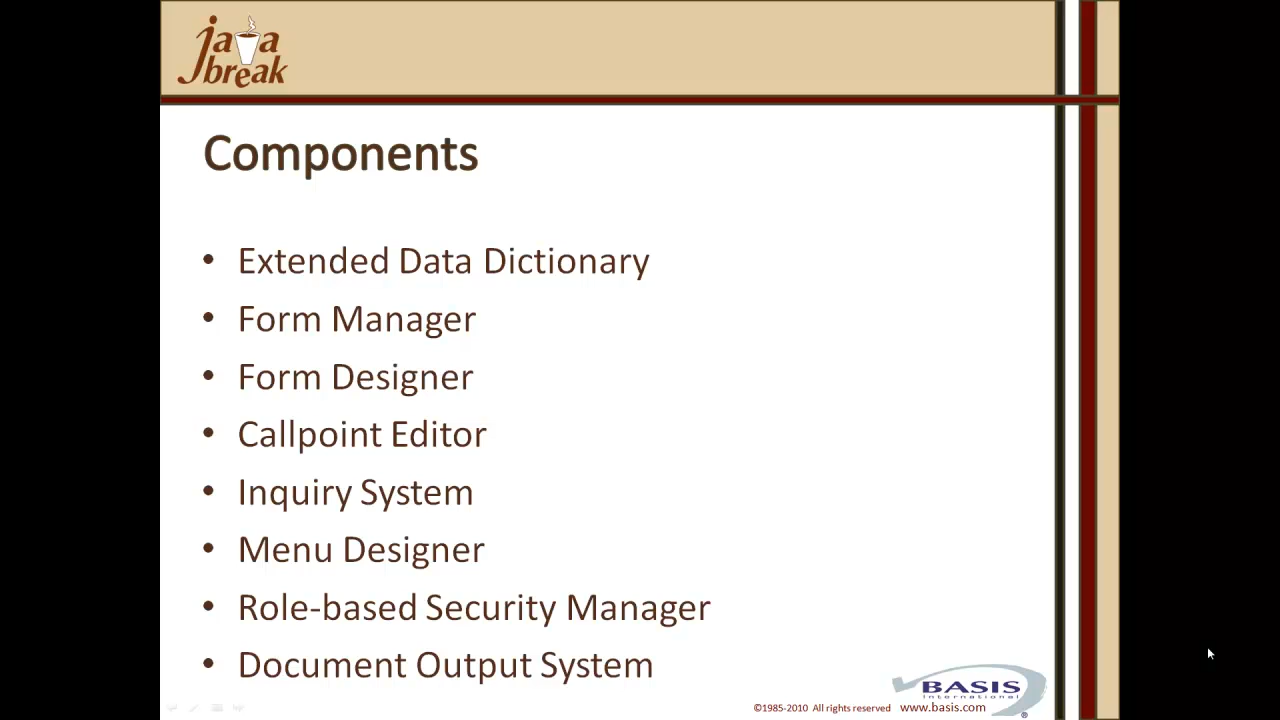 java
break
Components
• Extended Data Dictionary
• Form Manager
• Form Designer
• Callpoint Editor
• Inquiry System
• Menu Designer
• Role-based Security Manager
• Document Output System
BASIS
International
®
©1985-2010 All rights reserved www.basis.com